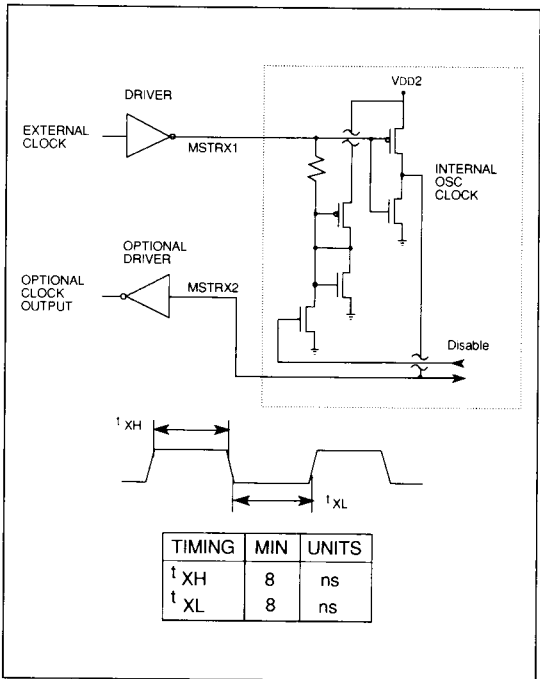 VDD2
DRIVER
EXTERNAL
CLOCK
MSTRX1
INTERNAL
OSC
CLOCK
OPTIONAL
DRIVER
OPTIONAL
CLOCK
OUTPUT
MSTRX2
Disable
t XH
t XL
TIMING MIN UNITS
t XH 8 ns
t XL 8 ns